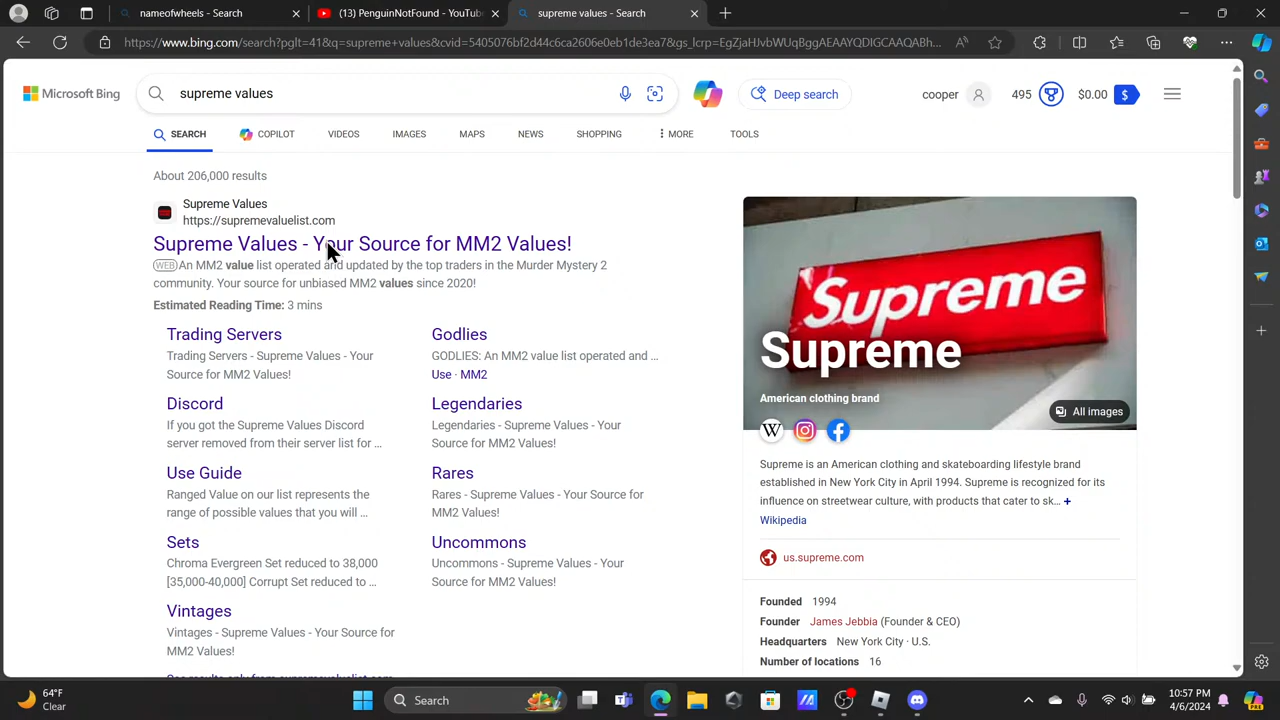 nameofwheels - Search
(13) PenguinNotFound - YouTub
supreme values - Search
https://www.bing.com/search?pglt=41&q=supreme+values&cvid=5405076bf2d44c6ca2606e0eb1de3ea7&gs_lcrp=EgZjaHJvbWUqBggAEAAYQDIGCAAQABh...
Microsoft Bing
supreme values
Deep search
cooper
495
$0.00
$
SEARCH
COPILOT
VIDEOS
IMAGES
MAPS
NEWS
SHOPPING
MORE
TOOLS
About 206,000 results
Supreme Values
https://supremevaluelist.com
Supreme Values - Your Source for MM2 Values!
WEB An MM2 value list operated and updated by the top traders in the Murder Mystery 2
community. Your source for unbiased MM2 values since 2020!
Estimated Reading Time: 3 mins
Trading Servers
Trading Servers - Supreme Values - Your
Source for MM2 Values!
Godlies
GODLIES: An MM2 value list operated and ...
Use · MM2
Discord
If you got the Supreme Values Discord
server removed from their server list for ...
Legendaries
Legendaries - Supreme Values - Your
Source for MM2 Values!
Use Guide
Ranged Value on our list represents the
range of possible values that you will ...
Rares
Rares - Supreme Values - Your Source for
MM2 Values!
Sets
Chroma Evergreen Set reduced to 38,000
[35,000-40,000] Corrupt Set reduced to ...
Uncommons
Uncommons - Supreme Values - Your
Source for MM2 Values!
Vintages
Vintages - Supreme Values - Your Source for
MM2 Values!
Supreme
Supreme
American clothing brand
All images
W
Supreme is an American clothing and skateboarding lifestyle brand
established in New York City in April 1994. Supreme is recognized for its
influence on streetwear culture, with products that cater to sk… +
Wikipedia
us.supreme.com
Founded 1994
Founder James Jebbia (Founder & CEO)
Headquarters New York City · U.S.
Number of locations 16
64°F
Clear
Search
10:57 PM
4/6/2024